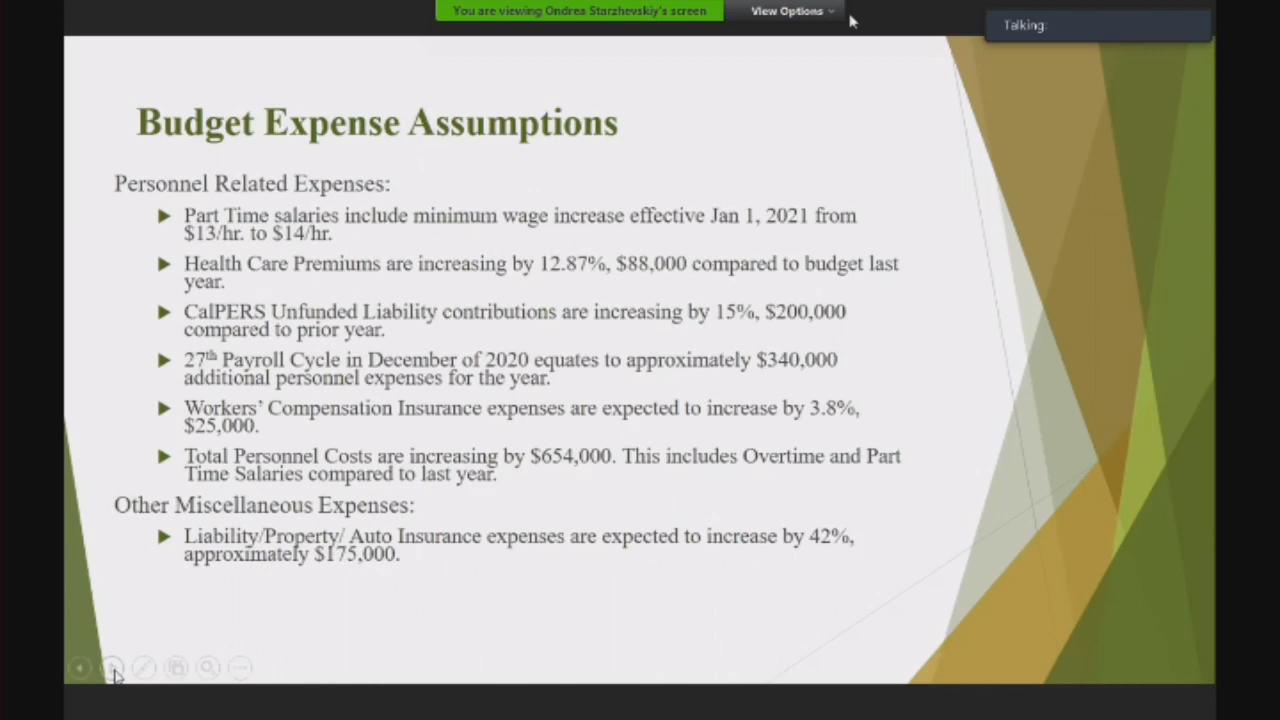 You are viewing Ondrea Starzhevskiy's screen
View Options
Talking:
Budget Expense Assumptions
Personnel Related Expenses:
Part Time salaries include minimum wage increase effective Jan 1, 2021 from
$13/hr. to $14/hr.
Health Care Premiums are increasing by 12.87%, $88,000 compared to budget last
year.
CalPERS Unfunded Liability contributions are increasing by 15%, $200,000
compared to prior year.
27th Payroll Cycle in December of 2020 equates to approximately $340,000
additional personnel expenses for the year.
Workers' Compensation Insurance expenses are expected to increase by 3.8%,
$25,000.
Total Personnel Costs are increasing by $654,000. This includes Overtime and Part
Time Salaries compared to last year.
Other Miscellaneous Expenses:
Liability/Property/ Auto Insurance expenses are expected to increase by 42%,
approximately $175,000.